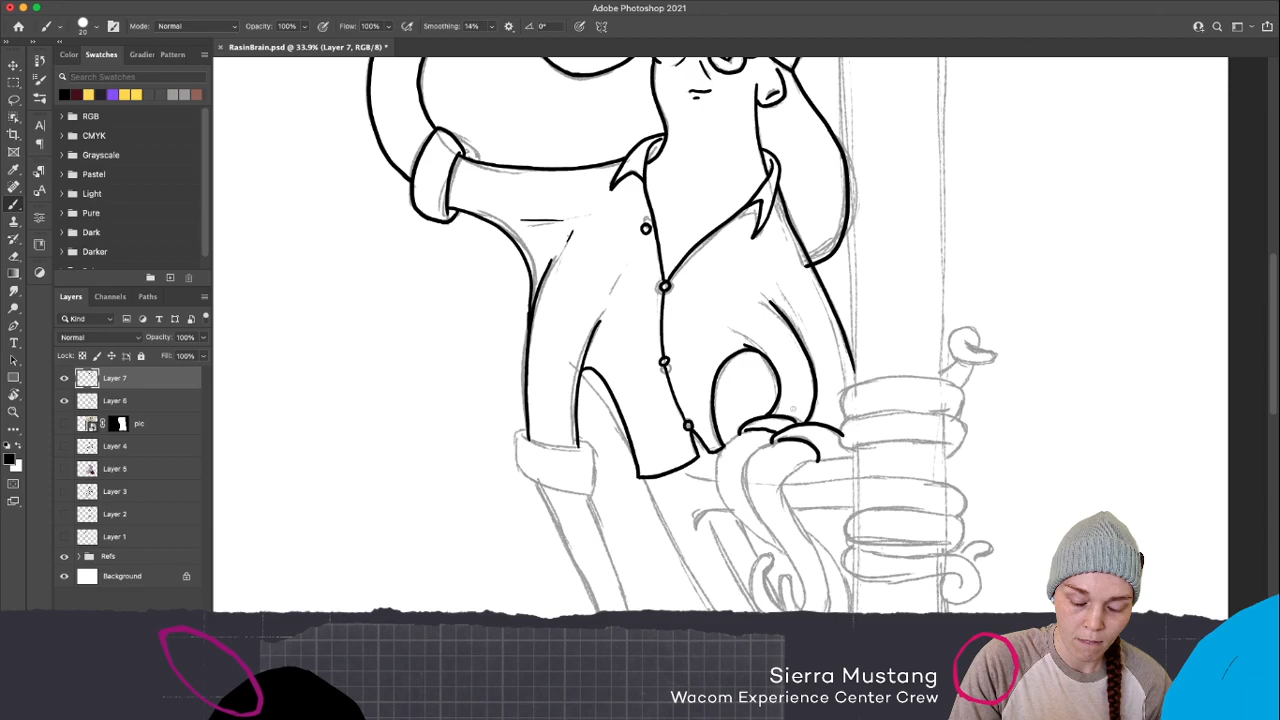 Adobe Photoshop 2021
20
Mode: Normal Opacity: 100% Flow: 100% Smoothing: 14% 0°
Color Swatches Gradier Pattern
× RasinBrain.psd @ 33.9% (Layer 7, RGB/8) *
Search Swatches
RGB
CMYK
Grayscale
Pastel
Light
Pure
Dark
Darker
Layers Channels Paths
Kind
Normal Opacity: 100%
Lock: Fill: 100%
Layer 7
Layer 6
pic
Layer 4
Layer 5
Layer 3
Layer 2
Layer 1
Refs
Background
Sierra Mustang
Wacom Experience Center Crew